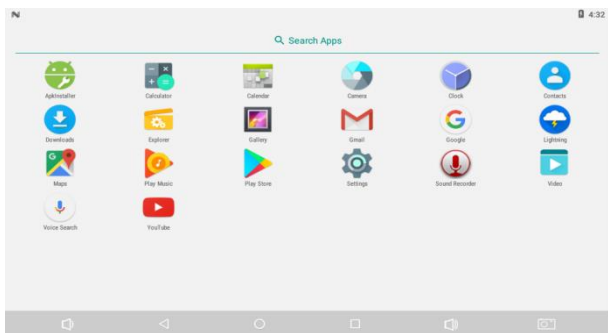 4:32
Search Apps
ApkInstaller Calculator Calendar Camera Clock Contacts
Downloads Explorer Gallery Gmail Google Lightning
Maps Play Music Play Store Settings Sound Recorder Video
Voice Search YouTube